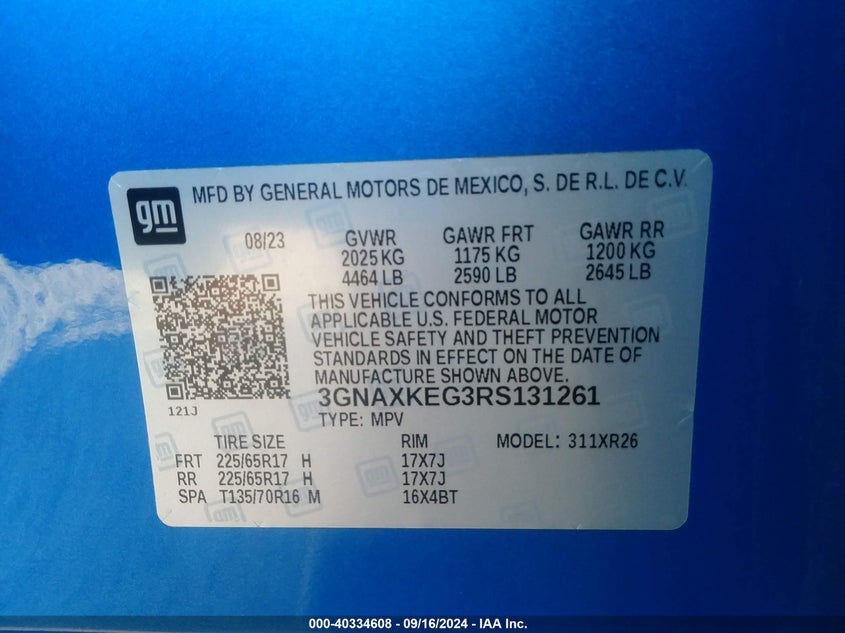 gm
MFD BY GENERAL MOTORS DE MEXICO, S. DE R.L. DE C.V.
08/23 GVWR GAWR FRT GAWR RR
2025 KG 1175 KG 1200 KG
4464 LB 2590 LB 2645 LB
THIS VEHICLE CONFORMS TO ALL
APPLICABLE U.S. FEDERAL MOTOR
VEHICLE SAFETY AND THEFT PREVENTION
STANDARDS IN EFFECT ON THE DATE OF
MANUFACTURE SHOWN ABOVE.
3GNAXKEG3RS131261
121J
TYPE: MPV
TIRE SIZE RIM MODEL: 311XR26
FRT 225/65R17 H 17X7J
RR 225/65R17 H 17X7J
SPA T135/70R16 M 16X4BT
000-40334608 - 09/16/2024 - IAA Inc.